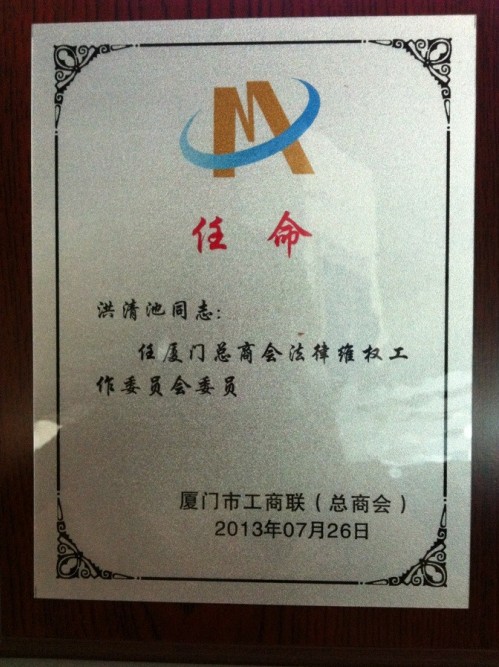 任 命
洪清池同志：
任厦门总商会法律维权工
作委员会委员
厦门市工商联（总商会）
2013年07月26日